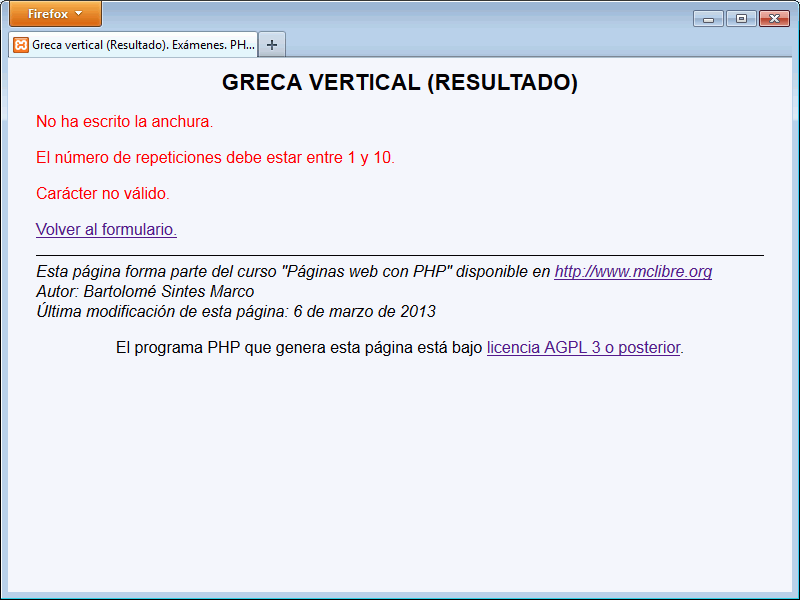 Firefox
Greca vertical (Resultado). Exámenes. PH...
GRECA VERTICAL (RESULTADO)
No ha escrito la anchura.
El número de repeticiones debe estar entre 1 y 10.
Carácter no válido.
Volver al formulario.
Esta página forma parte del curso "Páginas web con PHP" disponible en http://www.mclibre.org
Autor: Bartolomé Sintes Marco
Última modificación de esta página: 6 de marzo de 2013
El programa PHP que genera esta página está bajo licencia AGPL 3 o posterior.